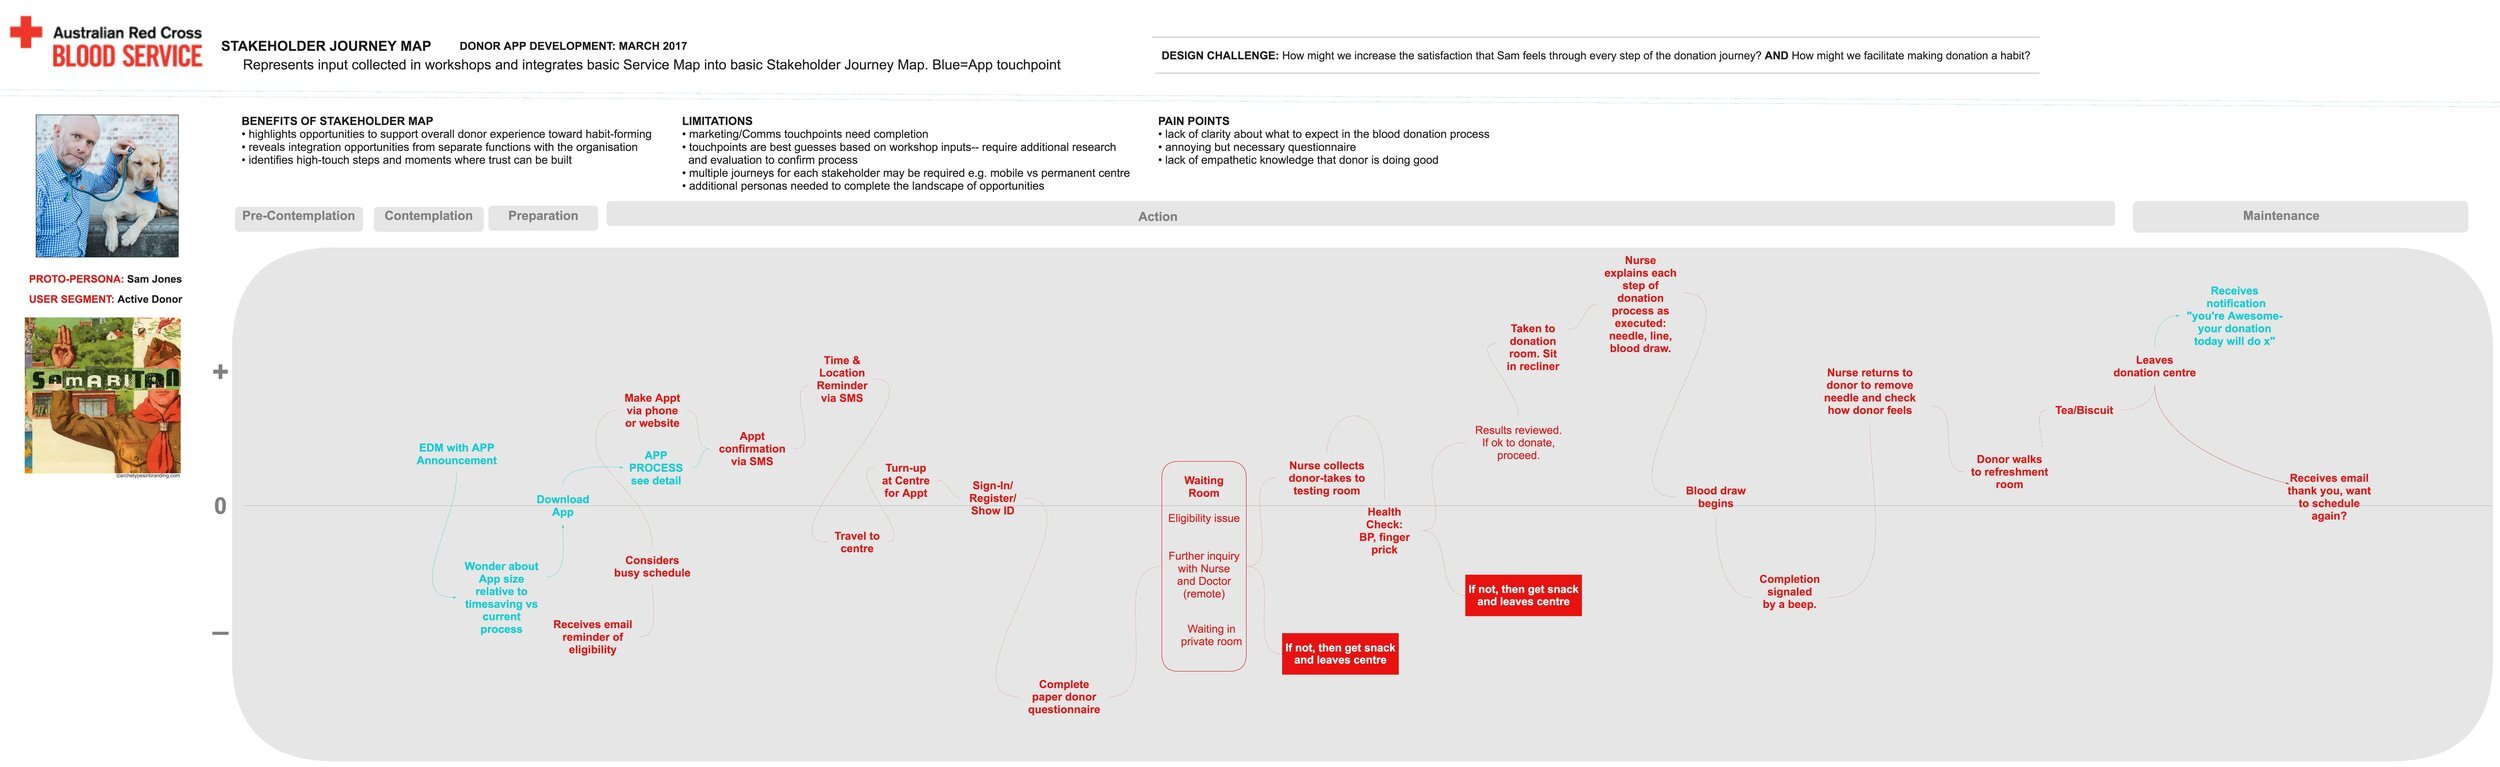 Australian Red Cross
BLOOD SERVICE
STAKEHOLDER JOURNEY MAP
DONOR APP DEVELOPMENT: MARCH 2017
Represents input collected in workshops and integrates basic Service Map into basic Stakeholder Journey Map. Blue=App touchpoint
DESIGN CHALLENGE: How might we increase the satisfaction that Sam feels through every step of the donation journey? AND How might we facilitate making donation a habit?
BENEFITS OF STAKEHOLDER MAP
• highlights opportunities to support overall donor experience toward habit-forming
• reveals integration opportunities from separate functions with the organisation
• identifies high-touch steps and moments where trust can be built
LIMITATIONS
• marketing/Comms touchpoints need completion
• touchpoints are best guesses based on workshop inputs-- require additional research
and evaluation to confirm process
• multiple journeys for each stakeholder may be required e.g. mobile vs permanent centre
• additional personas needed to complete the landscape of opportunities
PAIN POINTS
• lack of clarity about what to expect in the blood donation process
• annoying but necessary questionnaire
• lack of empathetic knowledge that donor is doing good
PROTO-PERSONA: Sam Jones
USER SEGMENT: Active Donor
SAMARITAN
©archetypesinbranding.com
Pre-Contemplation
Contemplation
Preparation
Action
Maintenance
+
0
–
EDM with APP
Announcement
Wonder about
App size
relative to
timesaving vs
current
process
Download
App
APP
PROCESS
see detail
Receives email
reminder of
eligibility
Considers
busy schedule
Make Appt
via phone
or website
Appt
confirmation
via SMS
Time &
Location
Reminder
via SMS
Travel to
centre
Turn-up
at Centre
for Appt
Sign-In/
Register/
Show ID
Complete
paper donor
questionnaire
Waiting
Room
Eligibility issue
Further inquiry
with Nurse
and Doctor
(remote)
Waiting in
private room
If not, then get snack
and leaves centre
Nurse collects
donor-takes to
testing room
Health
Check:
BP, finger
prick
If not, then get snack
and leaves centre
Results reviewed.
If ok to donate,
proceed.
Taken to
donation
room. Sit
in recliner
Nurse
explains each
step of
donation
process as
executed:
needle, line,
blood draw.
Blood draw
begins
Completion
signaled
by a beep.
Nurse returns to
donor to remove
needle and check
how donor feels
Donor walks
to refreshment
room
Tea/Biscuit
Leaves
donation centre
Receives
notification
"you're Awesome-
your donation
today will do x"
Receives email
thank you, want
to schedule
again?